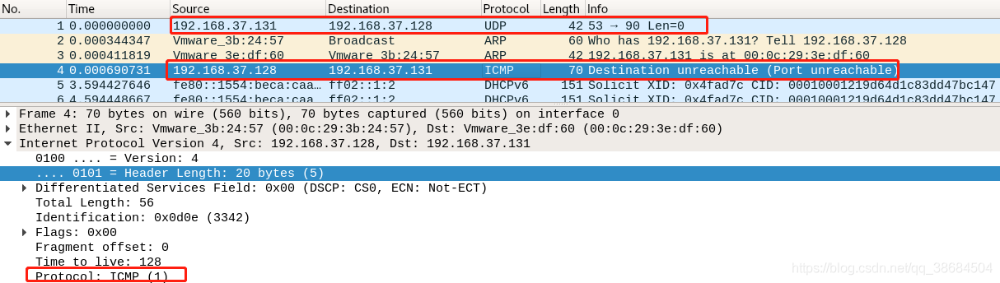 No. Time Source Destination Protocol Length Info
1 0.000000000 192.168.37.131 192.168.37.128 UDP 42 53 → 90 Len=0
2 0.000344347 Vmware_3b:24:57 Broadcast ARP 60 Who has 192.168.37.131? Tell 192.168.37.128
3 0.000411819 Vmware_3e:df:60 Vmware_3b:24:57 ARP 42 192.168.37.131 is at 00:0c:29:3e:df:60
4 0.000690731 192.168.37.128 192.168.37.131 ICMP 70 Destination unreachable (Port unreachable)
5 3.594427646 fe80::1554:beca:caa… ff02::1:2 DHCPv6 151 Solicit XID: 0x4fad7c CID: 00010001219d64d1c83dd47bc147
6 4.594448667 fe80::1554:beca:caa… ff02::1:2 DHCPv6 151 Solicit XID: 0x4fad7c CID: 00010001219d64d1c83dd47bc147
Frame 4: 70 bytes on wire (560 bits), 70 bytes captured (560 bits) on interface 0
Ethernet II, Src: Vmware_3b:24:57 (00:0c:29:3b:24:57), Dst: Vmware_3e:df:60 (00:0c:29:3e:df:60)
Internet Protocol Version 4, Src: 192.168.37.128, Dst: 192.168.37.131
0100 .... = Version: 4
.... 0101 = Header Length: 20 bytes (5)
Differentiated Services Field: 0x00 (DSCP: CS0, ECN: Not-ECT)
Total Length: 56
Identification: 0x0d0e (3342)
Flags: 0x00
Fragment offset: 0
Time to live: 128
Protocol: ICMP (1)
https://blog.csdn.net/qq_38684504